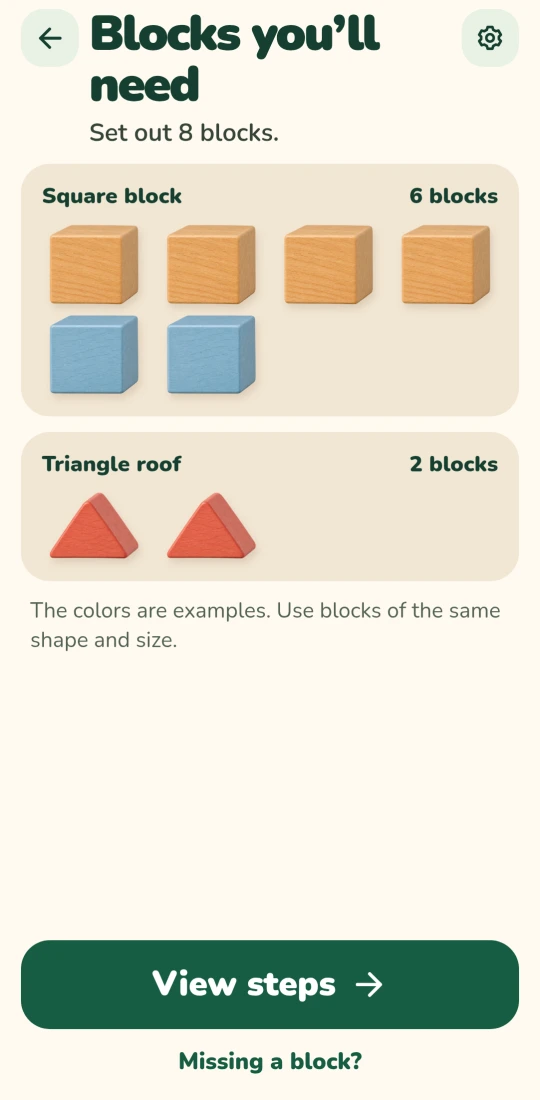 Blocks you’ll
need
Set out 8 blocks.
Square block
6 blocks
Triangle roof
2 blocks
The colors are examples. Use blocks of the same
shape and size.
View steps
Missing a block?